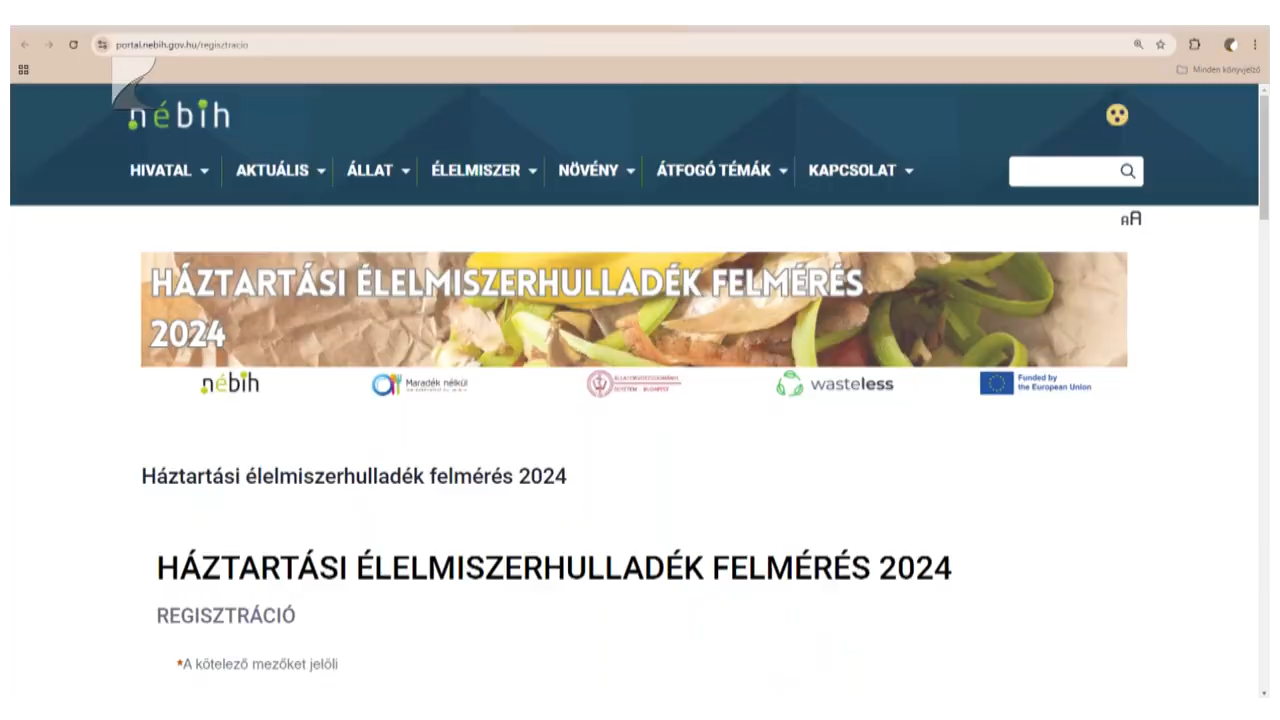 portal.nebih.gov.hu/regisztracio
Minden könyvjelző
nébih
HIVATAL
AKTUÁLIS
ÁLLAT
ÉLELMISZER
NÖVÉNY
ÁTFOGÓ TÉMÁK
KAPCSOLAT
AA
HÁZTARTÁSI ÉLELMISZERHULLADÉK FELMÉRÉS
2024
nébih
Maradék nélkül
wasteless
Funded by
the European Union
Háztartási élelmiszerhulladék felmérés 2024
HÁZTARTÁSI ÉLELMISZERHULLADÉK FELMÉRÉS 2024
REGISZTRÁCIÓ
*A kötelező mezőket jelöli